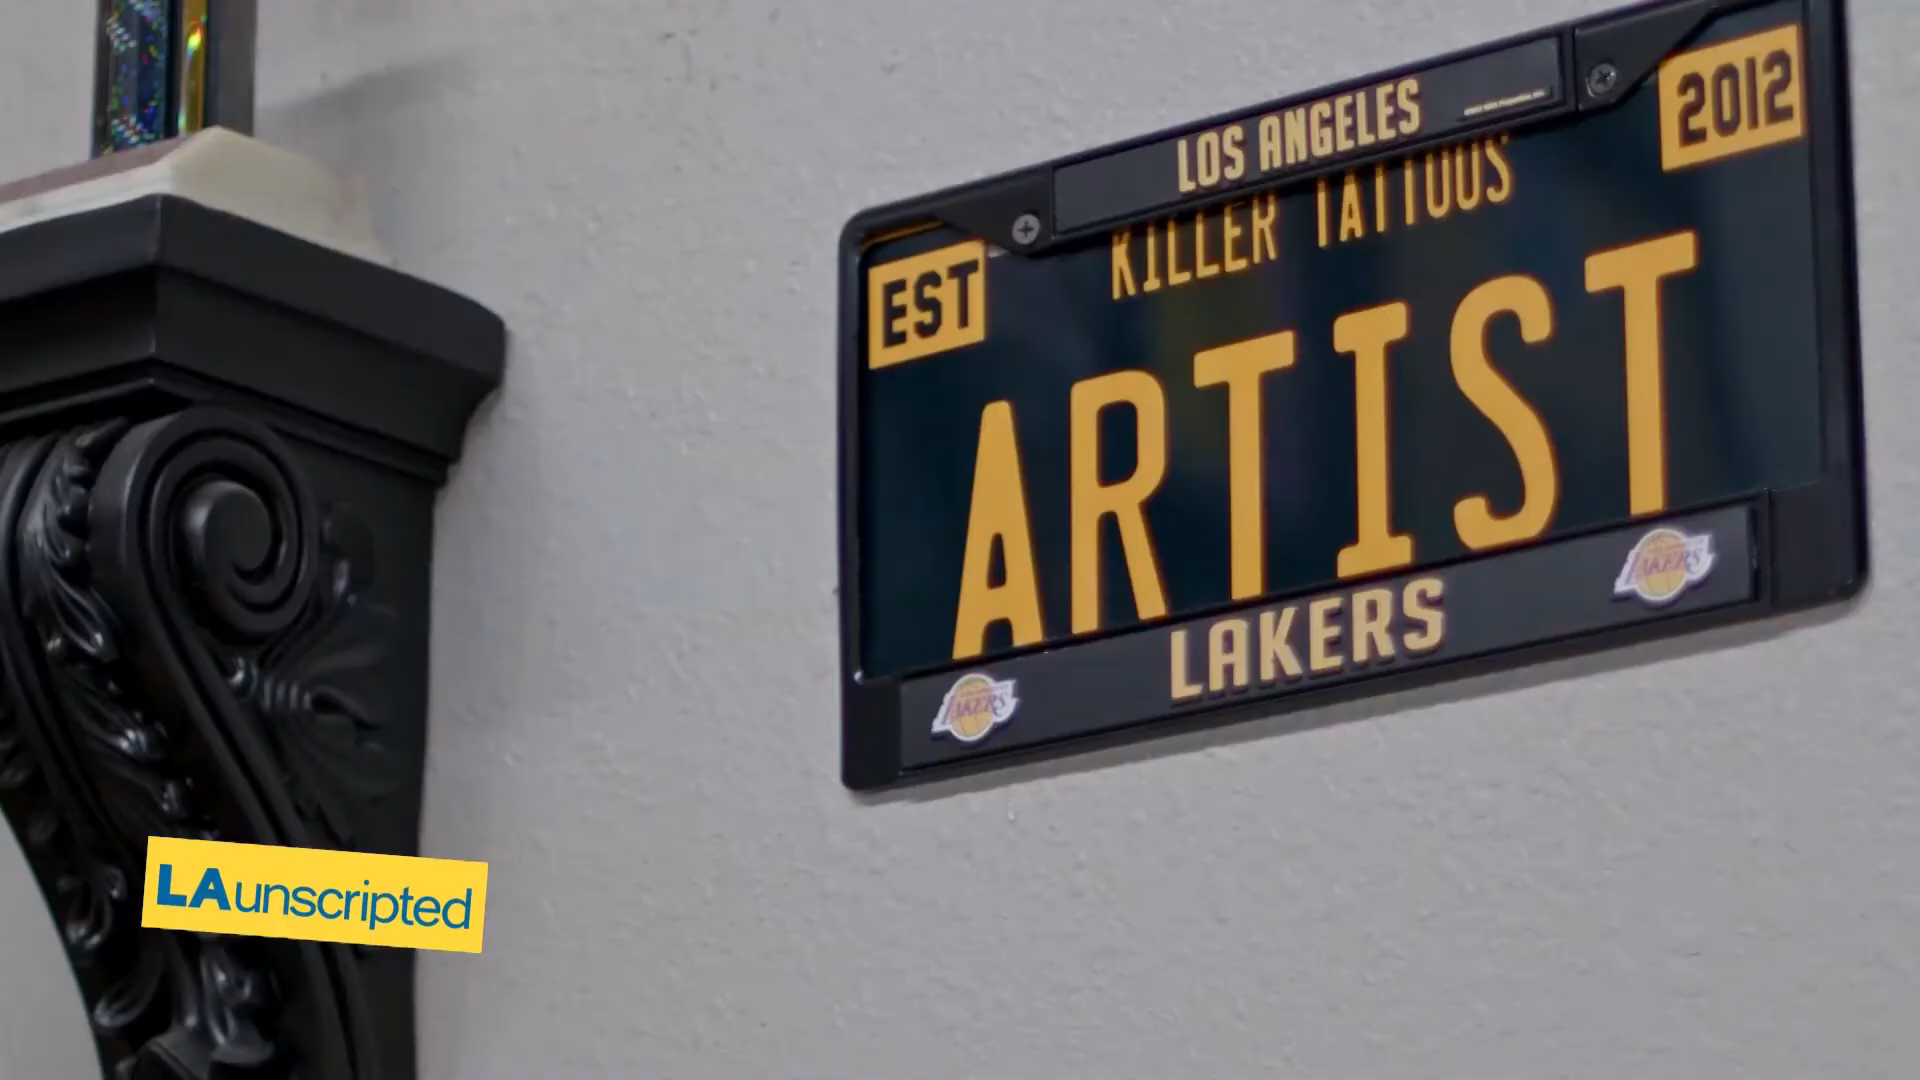 LOS ANGELES
EST
KILLER TATTOOS
2012
ARTIST
LAKERS
LAKERS
LAKERS
LAunscripted